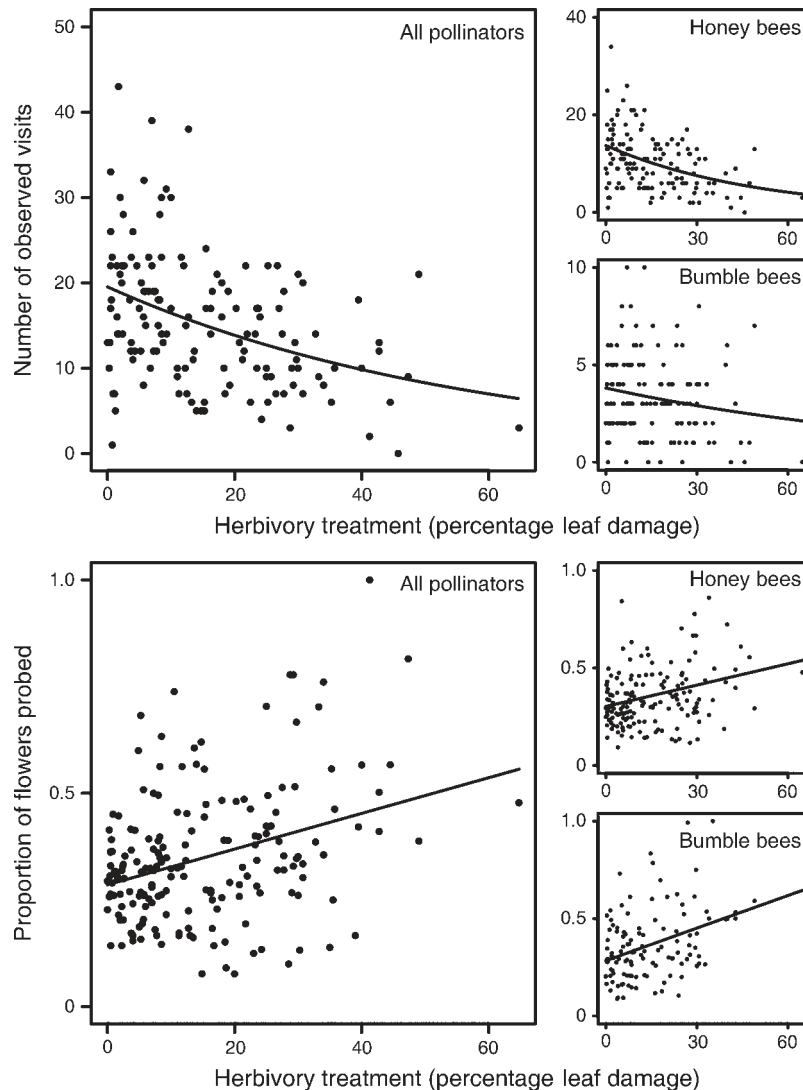 All pollinators
Number of observed visits
50
40
30
20
10
0
0 20 40 60
Honey bees
40
20
0
0 30 60
Bumble bees
10
5
0
0 30 60
Herbivory treatment (percentage leaf damage)
All pollinators
Proportion of flowers probed
1.0
0.5
0
0 20 40 60
Honey bees
1.0
0.5
0
0 30 60
Bumble bees
1.0
0.5
0
0 30 60
Herbivory treatment (percentage leaf damage)